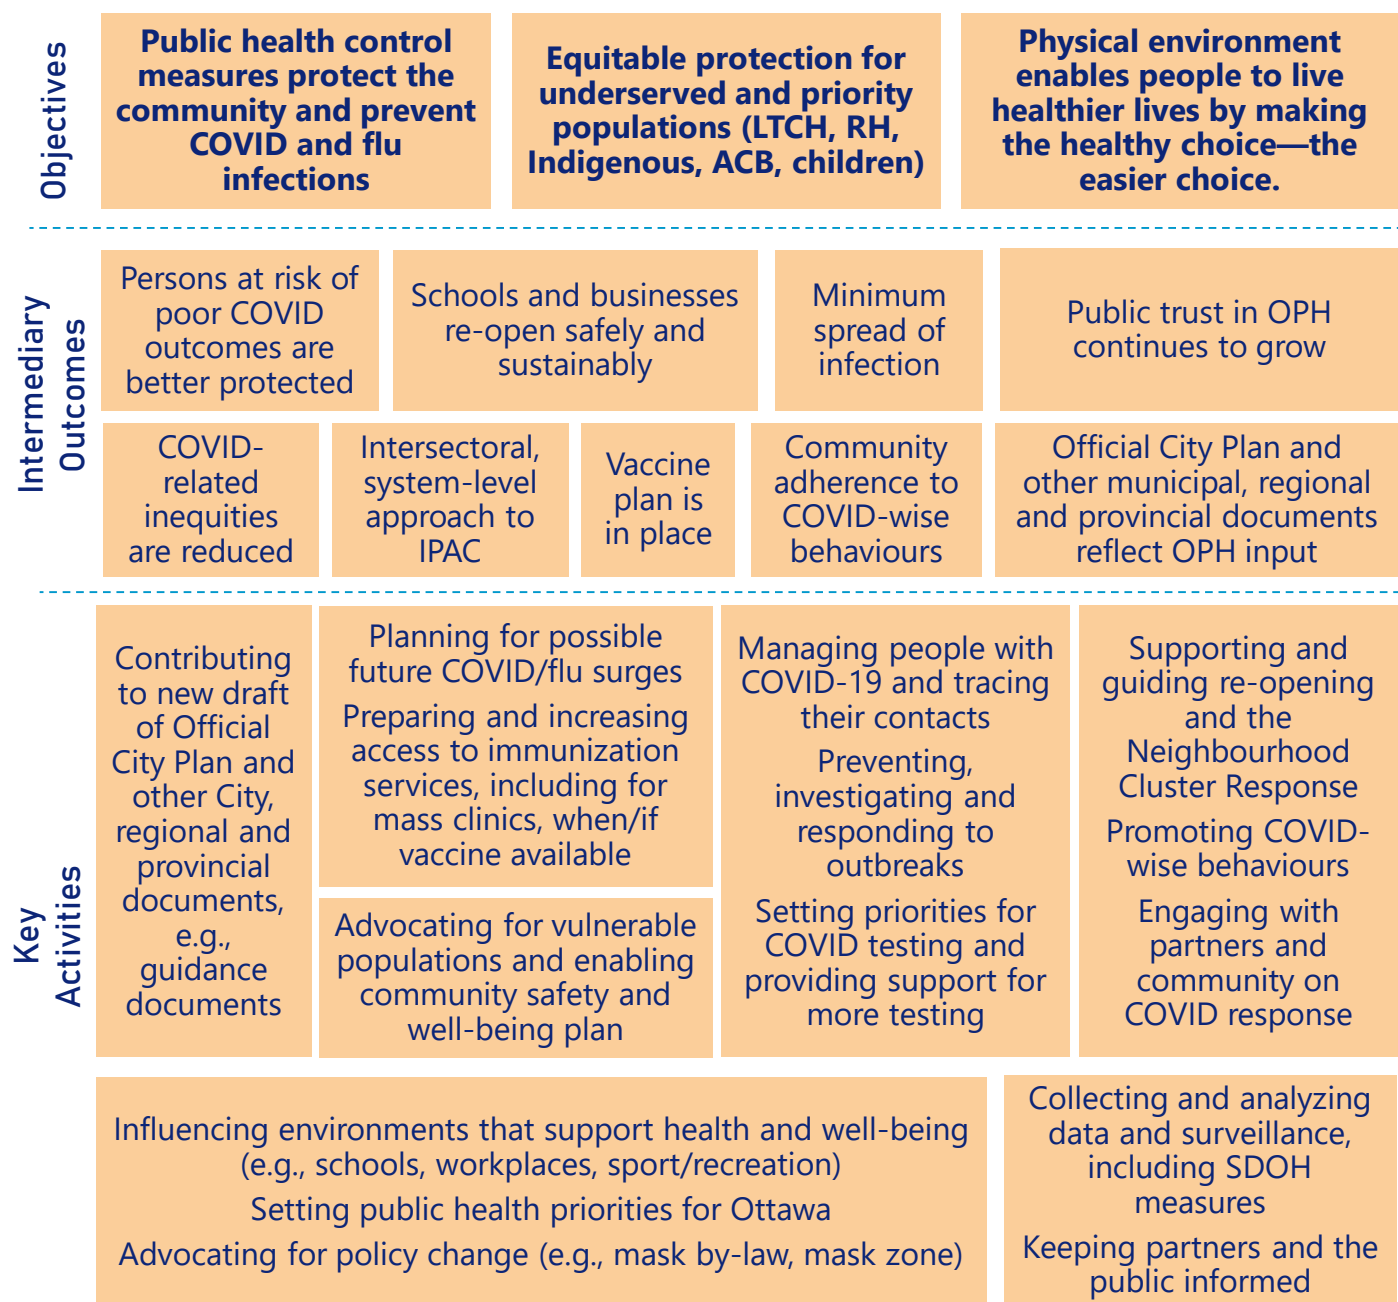 Objectives
Public health control
measures protect the
community and prevent
COVID and flu
infections
Equitable protection for
underserved and priority
populations (LTCH, RH,
Indigenous, ACB, children)
Physical environment
enables people to live
healthier lives by making
the healthy choice—the
easier choice.
Intermediary
Outcomes
Persons at risk of
poor COVID
outcomes are
better protected
Schools and businesses
re-open safely and
sustainably
Minimum
spread of
infection
Public trust in OPH
continues to grow
COVID-
related
inequities
are reduced
Intersectoral,
system-level
approach to
IPAC
Vaccine
plan is
in place
Community
adherence to
COVID-wise
behaviours
Official City Plan and
other municipal, regional
and provincial documents
reflect OPH input
Key
Activities
Contributing
to new draft
of Official
City Plan and
other City,
regional and
provincial
documents,
e.g.,
guidance
documents
Planning for possible
future COVID/flu surges
Preparing and increasing
access to immunization
services, including for
mass clinics, when/if
vaccine available
Advocating for vulnerable
populations and enabling
community safety and
well-being plan
Managing people with
COVID-19 and tracing
their contacts
Preventing,
investigating and
responding to
outbreaks
Setting priorities for
COVID testing and
providing support for
more testing
Supporting and
guiding re-opening
and the
Neighbourhood
Cluster Response
Promoting COVID-
wise behaviours
Engaging with
partners and
community on
COVID response
Influencing environments that support health and well-being
(e.g., schools, workplaces, sport/recreation)
Setting public health priorities for Ottawa
Advocating for policy change (e.g., mask by-law, mask zone)
Collecting and analyzing
data and surveillance,
including SDOH
measures
Keeping partners and the
public informed